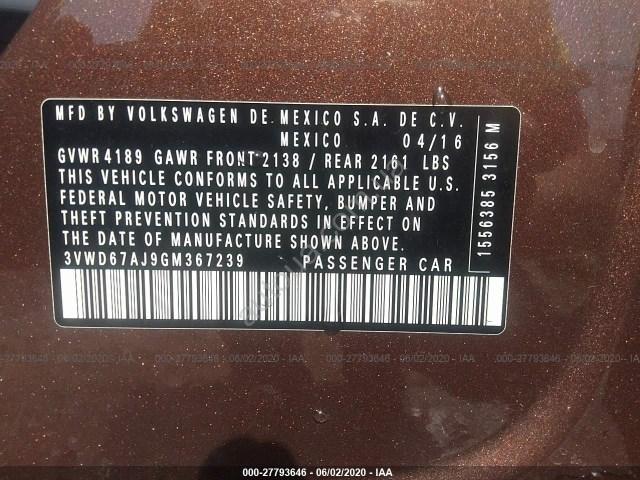 MFD BY VOLKSWAGEN DE. MEXICO S.A. DE C.V.
MEXICO 04/16
GVWR 4189 GAWR FRONT 2138 / REAR 2161 LBS
THIS VEHICLE CONFORMS TO ALL APPLICABLE U.S.
FEDERAL MOTOR VEHICLE SAFETY, BUMPER AND
THEFT PREVENTION STANDARDS IN EFFECT ON
THE DATE OF MANUFACTURE SHOWN ABOVE.
3VWD67AJ9GM367239 PASSENGER CAR
1556385 3156 M
000-27793646 - 06/02/2020 - IAA